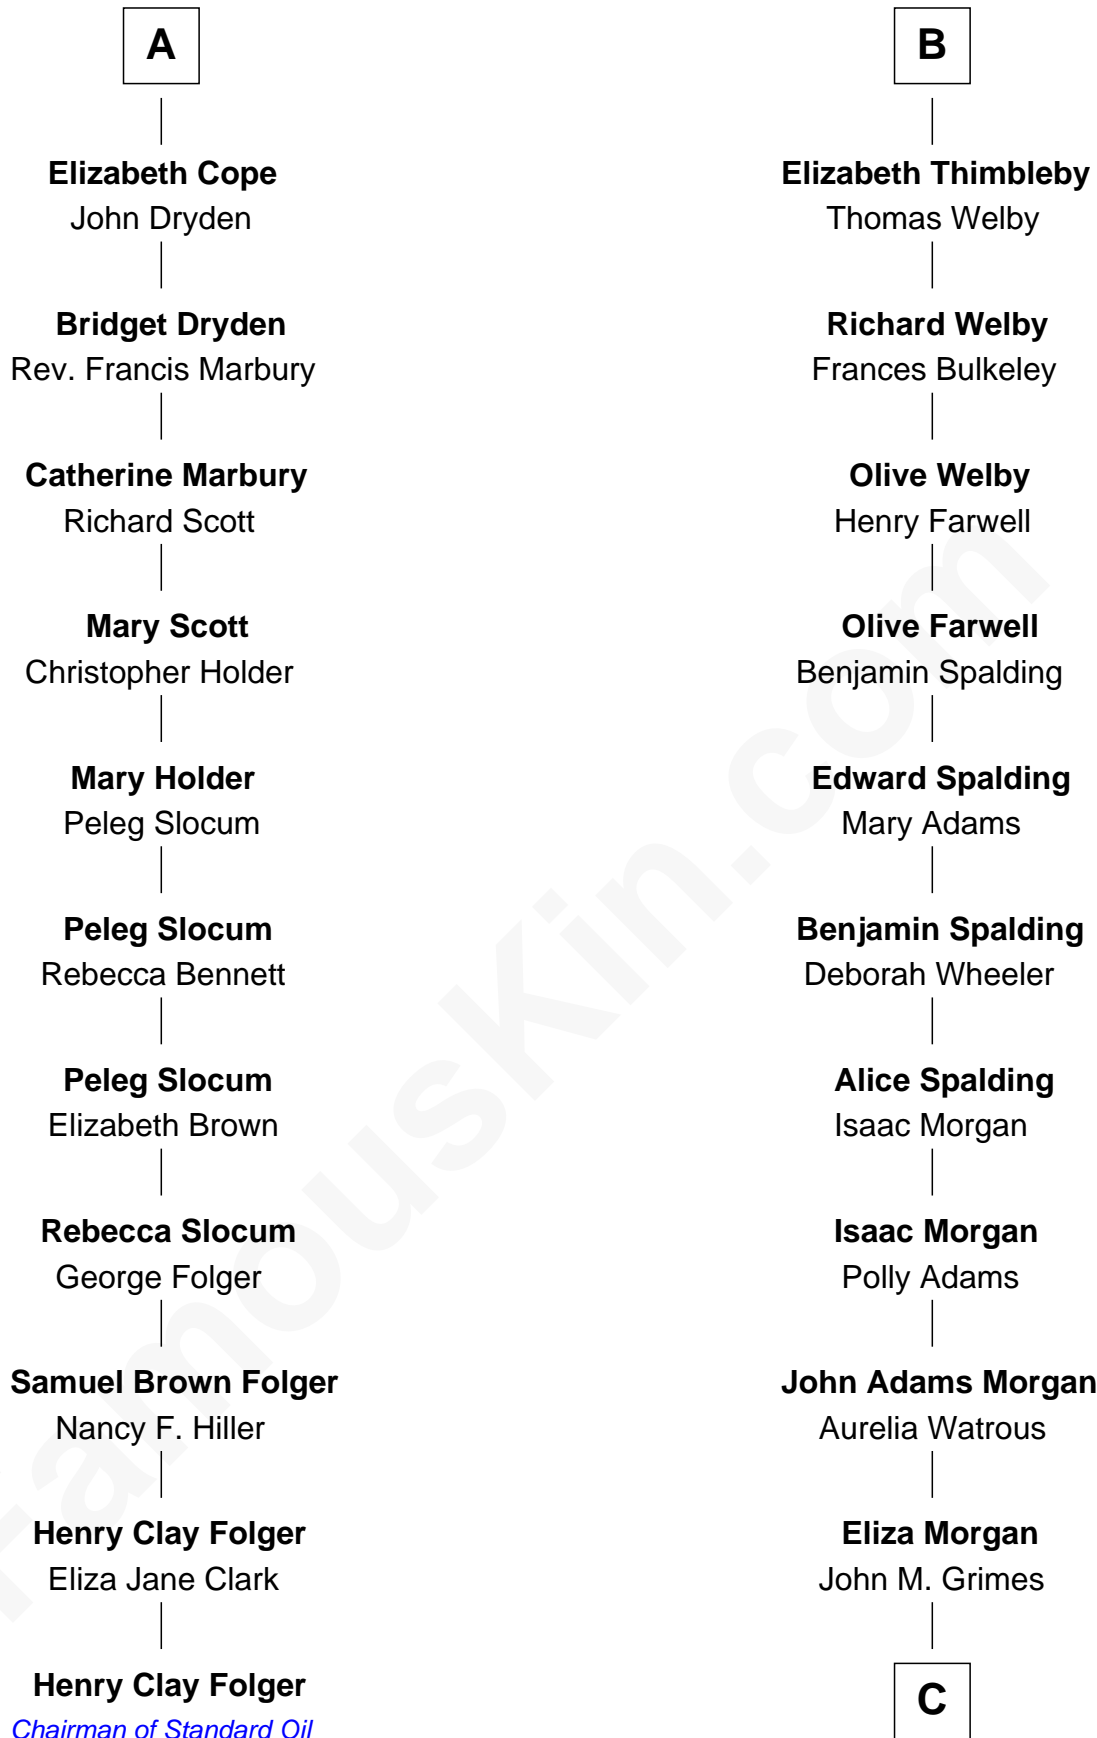 A
Elizabeth Cope
John Dryden
Bridget Dryden
Rev. Francis Marbury
Catherine Marbury
Richard Scott
Mary Scott
Christopher Holder
Mary Holder
Peleg Slocum
Peleg Slocum
Rebecca Bennett
Peleg Slocum
Elizabeth Brown
Rebecca Slocum
George Folger
Samuel Brown Folger
Nancy F. Hiller
Henry Clay Folger
Eliza Jane Clark
Henry Clay Folger
Chairman of Standard Oil
B
Elizabeth Thimbleby
Thomas Welby
Richard Welby
Frances Bulkeley
Olive Welby
Henry Farwell
Olive Farwell
Benjamin Spalding
Edward Spalding
Mary Adams
Benjamin Spalding
Deborah Wheeler
Alice Spalding
Isaac Morgan
Isaac Morgan
Polly Adams
John Adams Morgan
Aurelia Watrous
Eliza Morgan
John M. Grimes
C
FamousKin.com